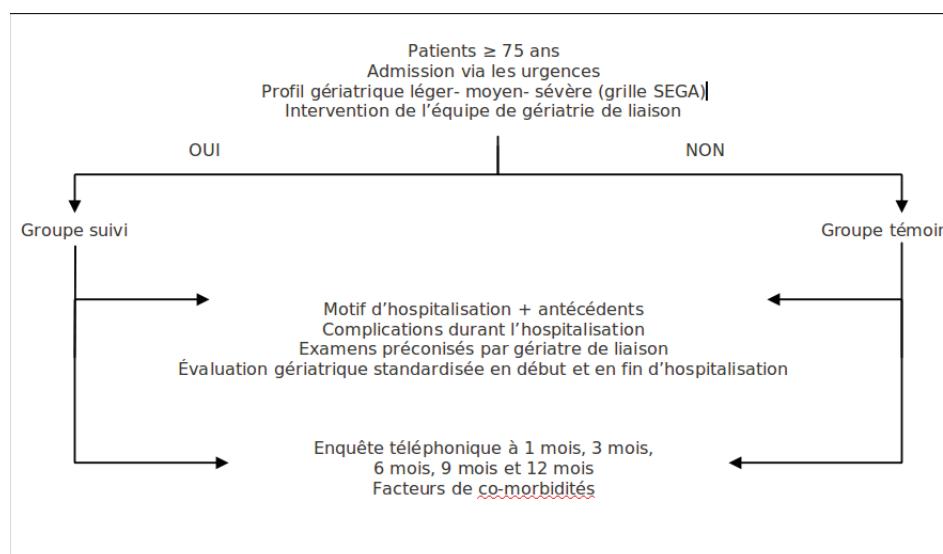 Patients ≥ 75 ans
Admission via les urgences
Profil gériatrique léger- moyen- sévère (grille SEGA)
Intervention de l’équipe de gériatrie de liaison
OUI
NON
Groupe suivi
Groupe témoin
Motif d’hospitalisation + antécédents
Complications durant l’hospitalisation
Examens préconisés par gériatre de liaison
Évaluation gériatrique standardisée en début et en fin d’hospitalisation
Enquête téléphonique à 1 mois, 3 mois,
6 mois, 9 mois et 12 mois
Facteurs de co-morbidités